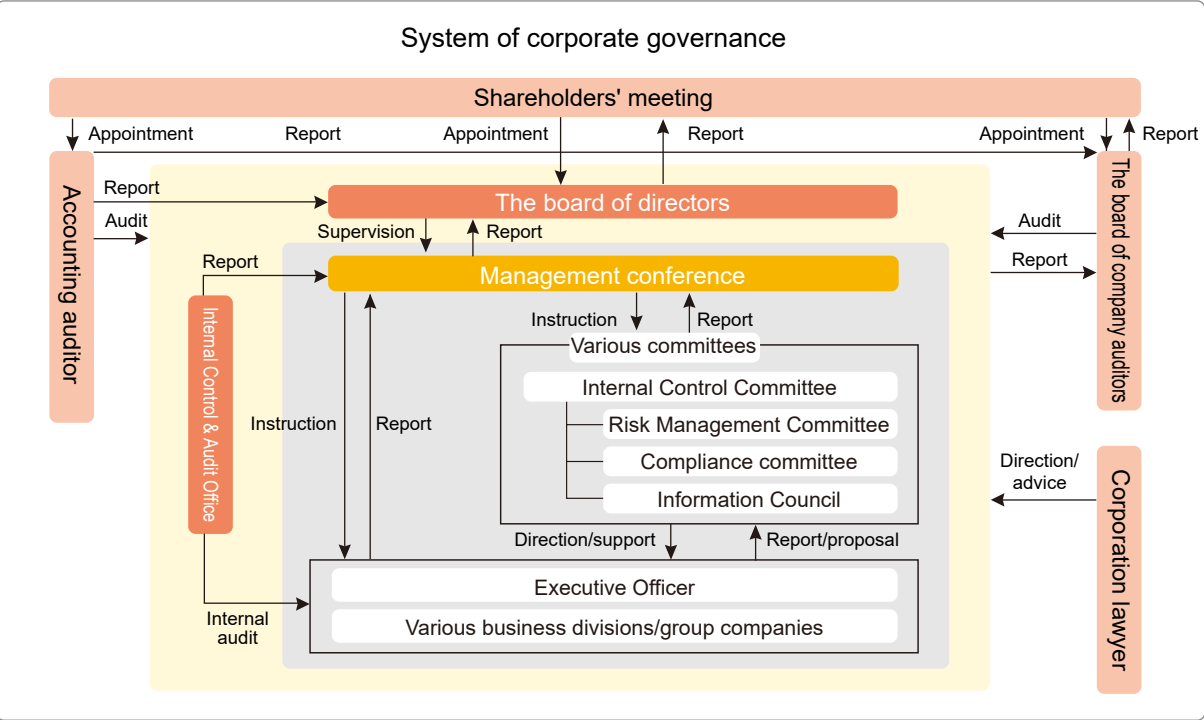 System of corporate governance
Shareholders' meeting
Appointment
Report
Appointment
Report
Appointment
Report
Accounting auditor
The board of company auditors
Report
The board of directors
Audit
Supervision
Report
Audit
Report
Report
Management conference
Internal Control & Audit Office
Instruction
Report
Various committees
Internal Control Committee
Instruction
Report
Risk Management Committee
Compliance committee
Information Council
Direction/
advice
Corporation lawyer
Direction/support
Report/proposal
Executive Officer
Various business divisions/group companies
Internal
audit